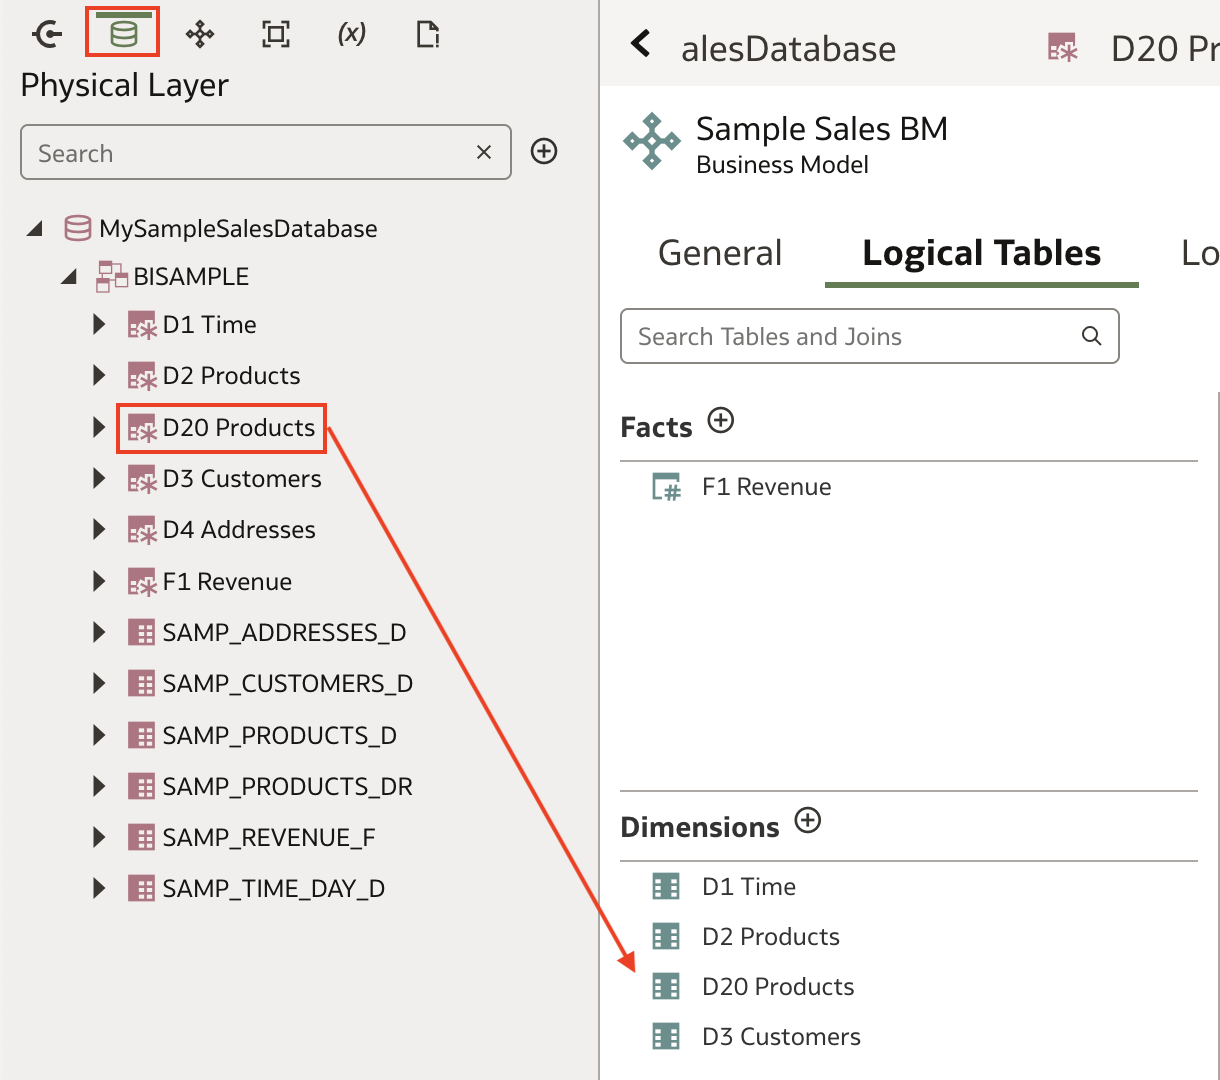 (x)
Physical Layer
Search
MySampleSalesDatabase
BISAMPLE
D1 Time
D2 Products
D20 Products
D3 Customers
D4 Addresses
F1 Revenue
SAMP_ADDRESSES_D
SAMP_CUSTOMERS_D
SAMP_PRODUCTS_D
SAMP_PRODUCTS_DR
SAMP_REVENUE_F
SAMP_TIME_DAY_D
alesDatabase D20 Pr
Sample Sales BM
Business Model
General Logical Tables Lo
Search Tables and Joins
Facts
F1 Revenue
Dimensions
D1 Time
D2 Products
D20 Products
D3 Customers